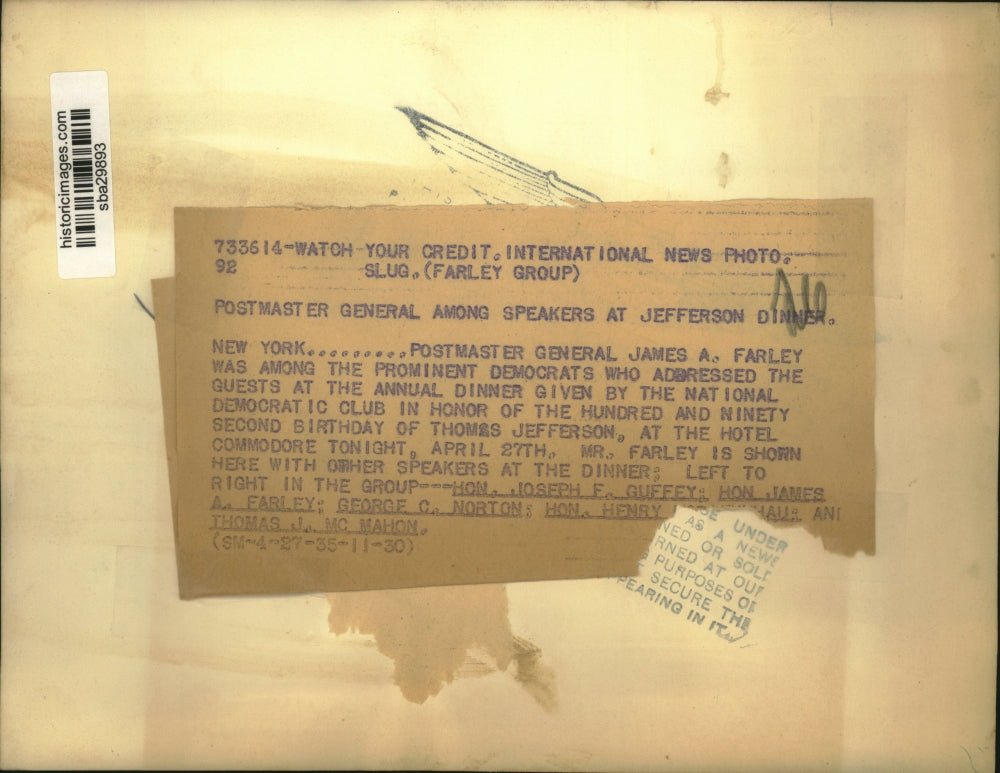 historicimages.com
sba29893
733614-WATCH YOUR CREDIT. INTERNATIONAL NEWS PHOTO.
92 SLUG. (FARLEY GROUP)
POSTMASTER GENERAL AMONG SPEAKERS AT JEFFERSON DINNER.
NEW YORK..........POSTMASTER GENERAL JAMES A. FARLEY
WAS AMONG THE PROMINENT DEMOCRATS WHO ADDRESSED THE
GUESTS AT THE ANNUAL DINNER GIVEN BY THE NATIONAL
DEMOCRATIC CLUB IN HONOR OF THE HUNDRED AND NINETY
SECOND BIRTHDAY OF THOMAS JEFFERSON, AT THE HOTEL
COMMODORE TONIGHT, APRIL 27TH. MR. FARLEY IS SHOWN
HERE WITH OTHER SPEAKERS AT THE DINNER; LEFT TO
RIGHT IN THE GROUP---HON. JOSEPH F. GUFFEY; HON JAMES
A. FARLEY; GEORGE C. NORTON; HON. HENRY HAU; AN
THOMAS J. MC MAHON.
(SM-4-27-35-11-30)
UNDER
AS A NEWS
NED OR SOLD
RNED AT OUR
PURPOSES OF
SECURE THE
PEARING IN IT